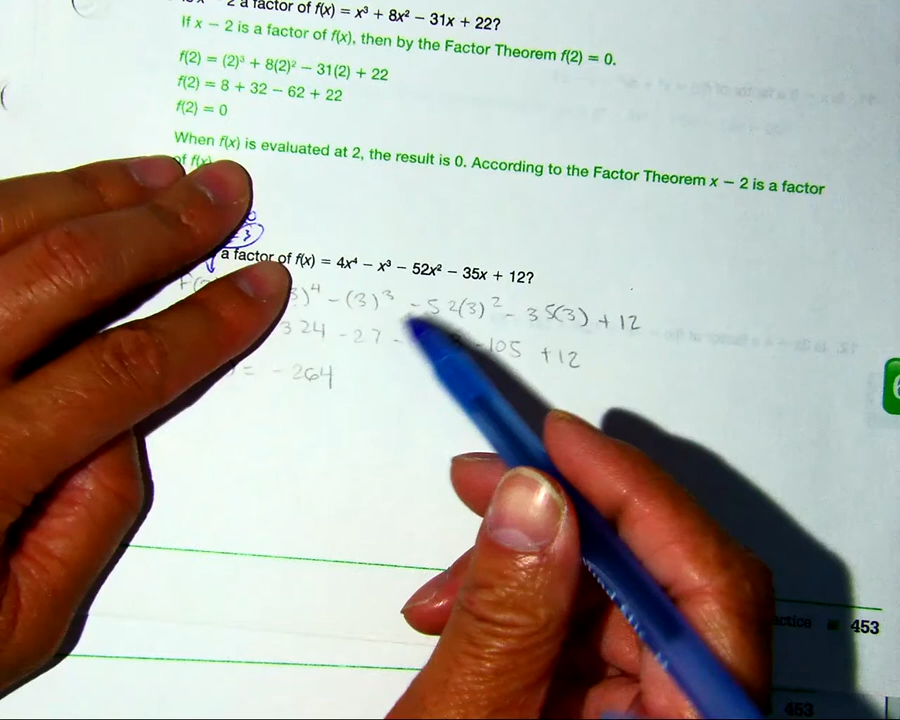 2 a factor of f(x) = x³ + 8x² − 31x + 22?
If x − 2 is a factor of f(x), then by the Factor Theorem f(2) = 0.
f(2) = (2)³ + 8(2)² − 31(2) + 22
f(2) = 8 + 32 − 62 + 22
f(2) = 0
When f(x) is evaluated at 2, the result is 0. According to the Factor Theorem x − 2 is a factor
of f(x)
a factor of f(x) = 4x⁴ − x³ − 52x² − 35x + 12?
3)⁴ − (3)³ − 52(3)² − 35(3) + 12
324 − 27 − − 105 + 12
= − 264
453
453